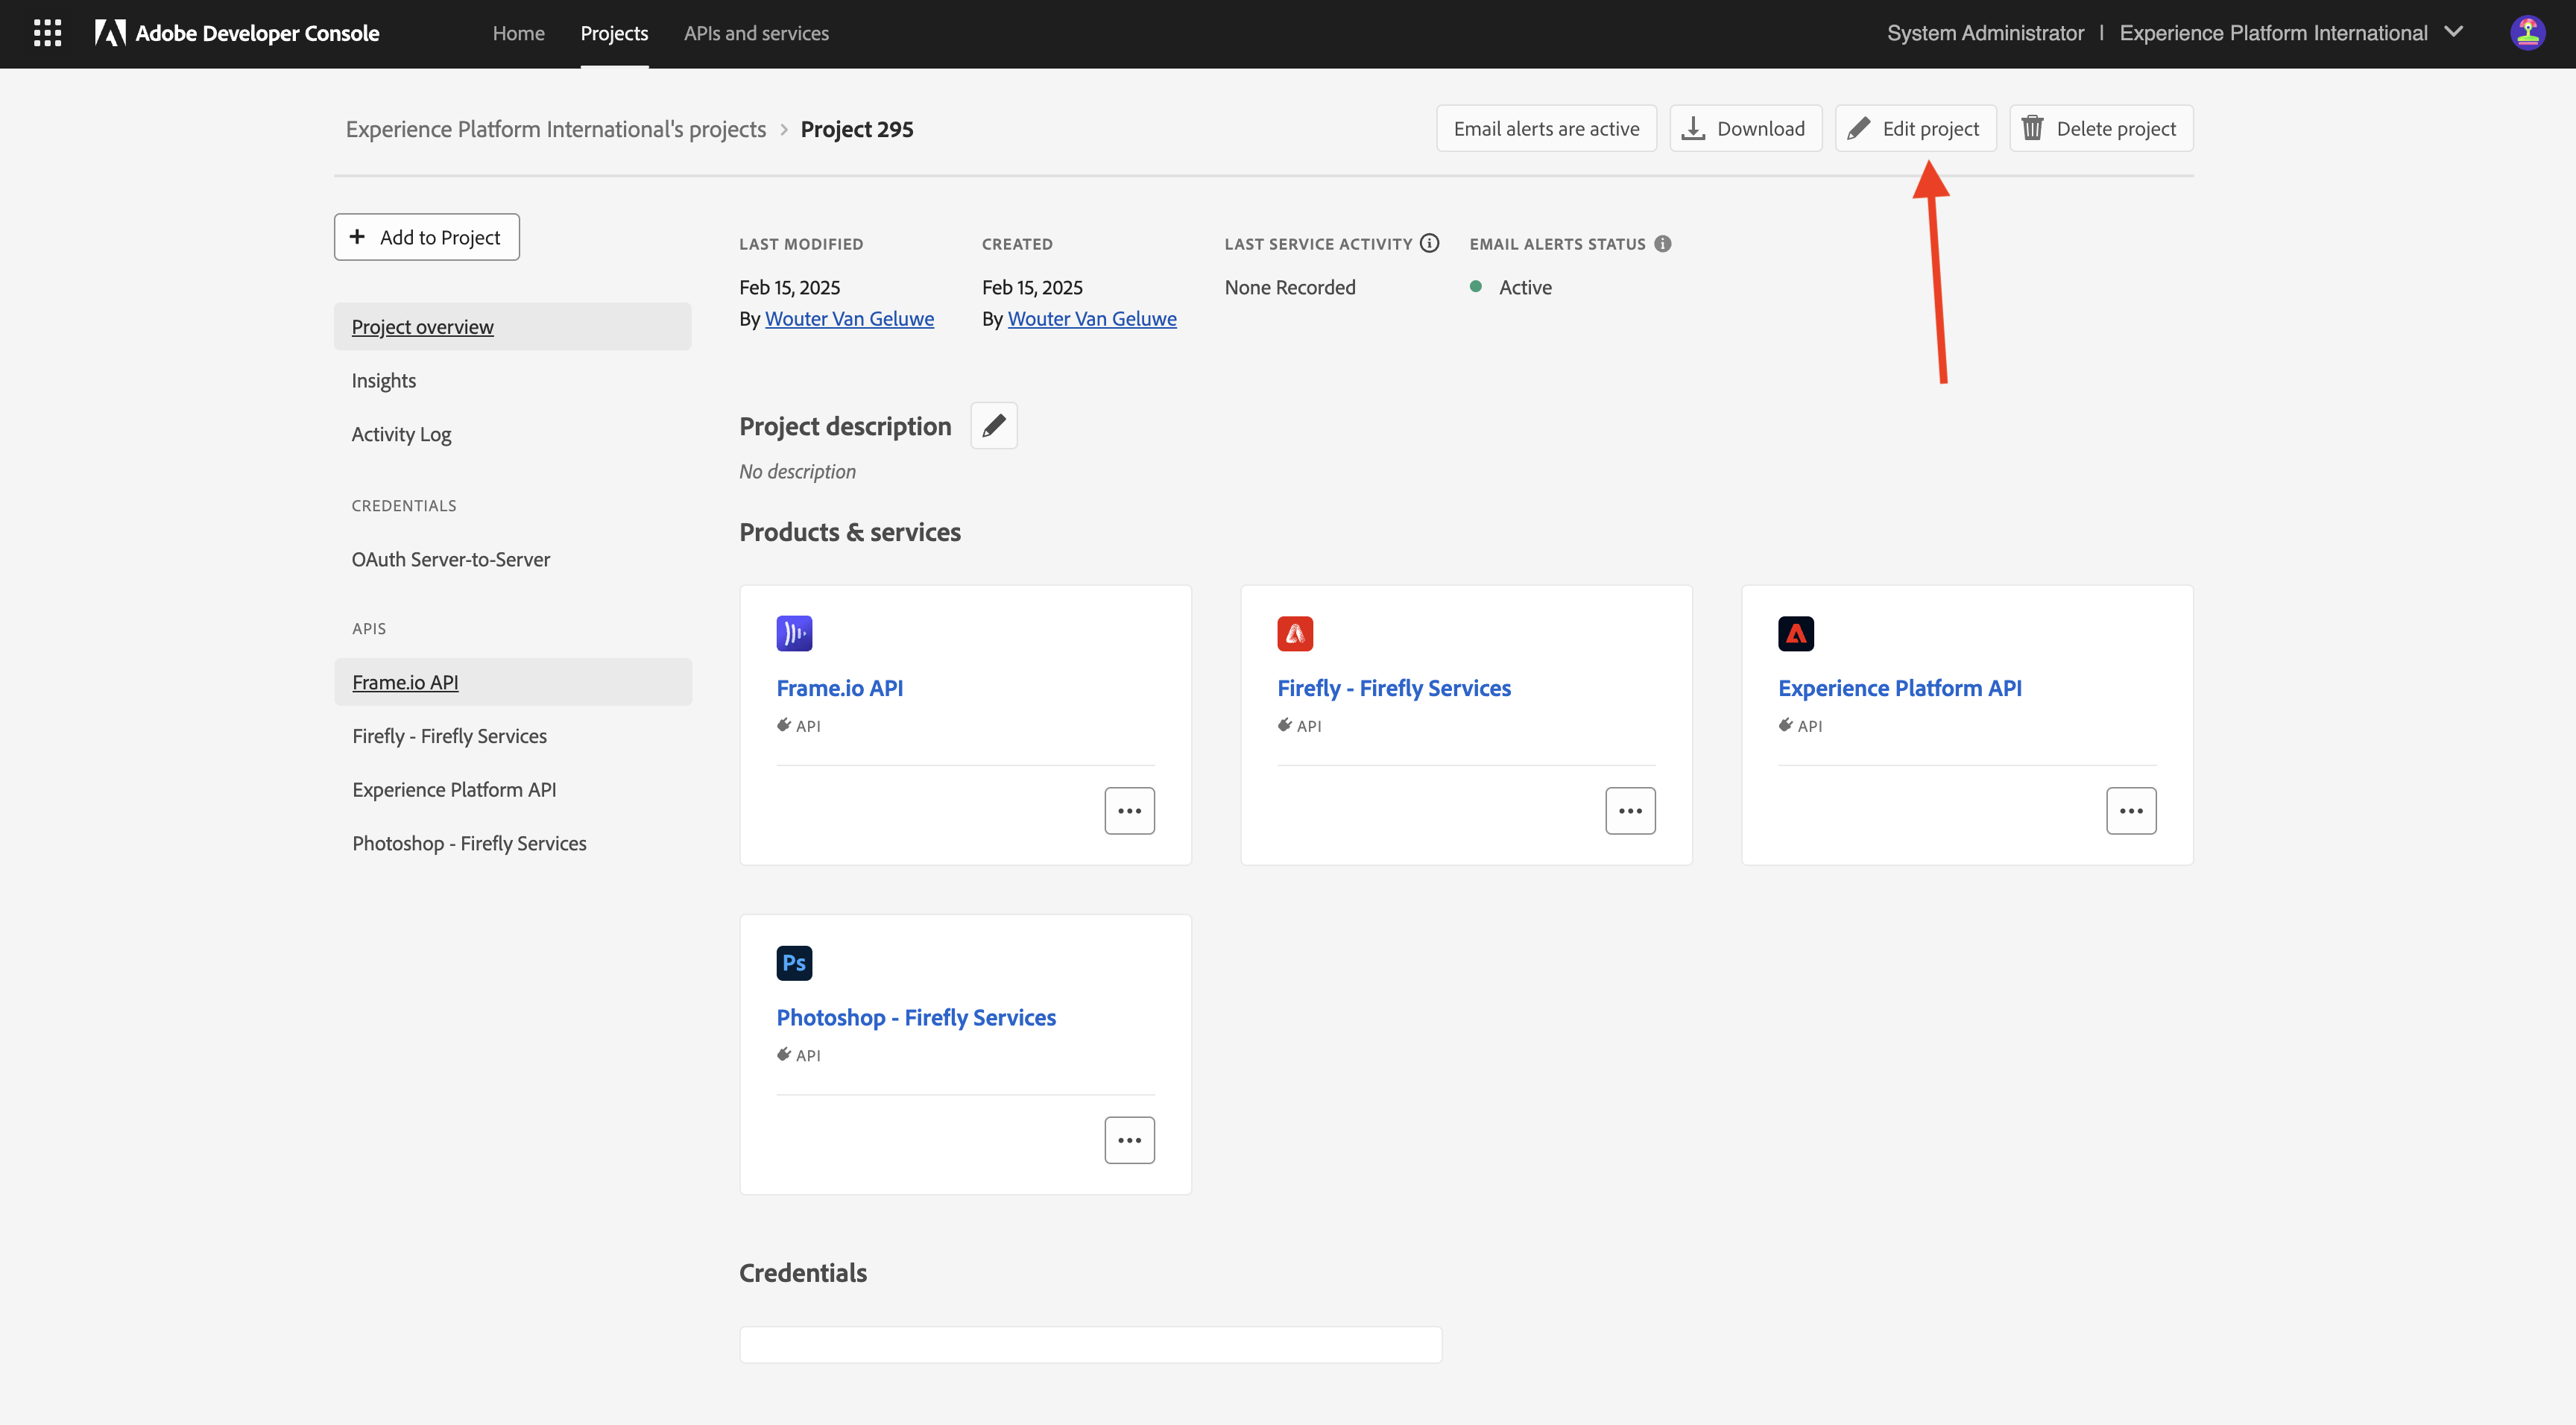 Adobe Developer Console
Home
Projects
APIs and services
System Administrator | Experience Platform International
Experience Platform International's projects > Project 295
Email alerts are active
Download
Edit project
Delete project
+ Add to Project
Project overview
Insights
Activity Log
CREDENTIALS
OAuth Server-to-Server
APIS
Frame.io API
Firefly - Firefly Services
Experience Platform API
Photoshop - Firefly Services
LAST MODIFIED
Feb 15, 2025
By Wouter Van Geluwe
CREATED
Feb 15, 2025
By Wouter Van Geluwe
LAST SERVICE ACTIVITY
None Recorded
EMAIL ALERTS STATUS
Active
Project description
No description
Products & services
Frame.io API
API
Firefly - Firefly Services
API
Experience Platform API
API
Ps
Photoshop - Firefly Services
API
Credentials